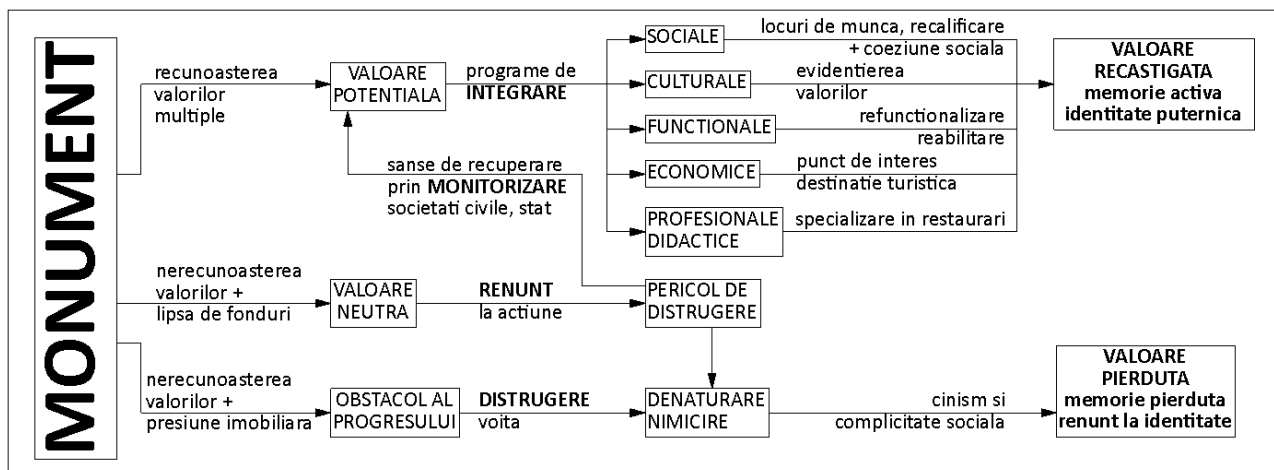 MONUMENT
recunoasterea
valorilor
multiple
VALOARE
POTENTIALA
programe de
INTEGRARE
SOCIALE
locuri de munca, recalificare
+ coeziune sociala
CULTURALE
evidentierea
valorilor
FUNCTIONALE
refunctionalizare
reabilitare
ECONOMICE
punct de interes
destinatie turistica
PROFESIONALE
DIDACTICE
specializare in restaurari
VALOARE
RECASTIGATA
memorie activa
identitate puternica
sanse de recuperare
prin MONITORIZARE
societati civile, stat
nerecunoasterea
valorilor +
lipsa de fonduri
VALOARE
NEUTRA
RENUNT
la actiune
PERICOL DE
DISTRUGERE
nerecunoasterea
valorilor +
presiune imobiliara
OBSTACOL AL
PROGRESULUI
DISTRUGERE
voita
DENATURARE
NIMICIRE
cinism si
complicitate sociala
VALOARE
PIERDUTA
memorie pierduta
renunt la identitate